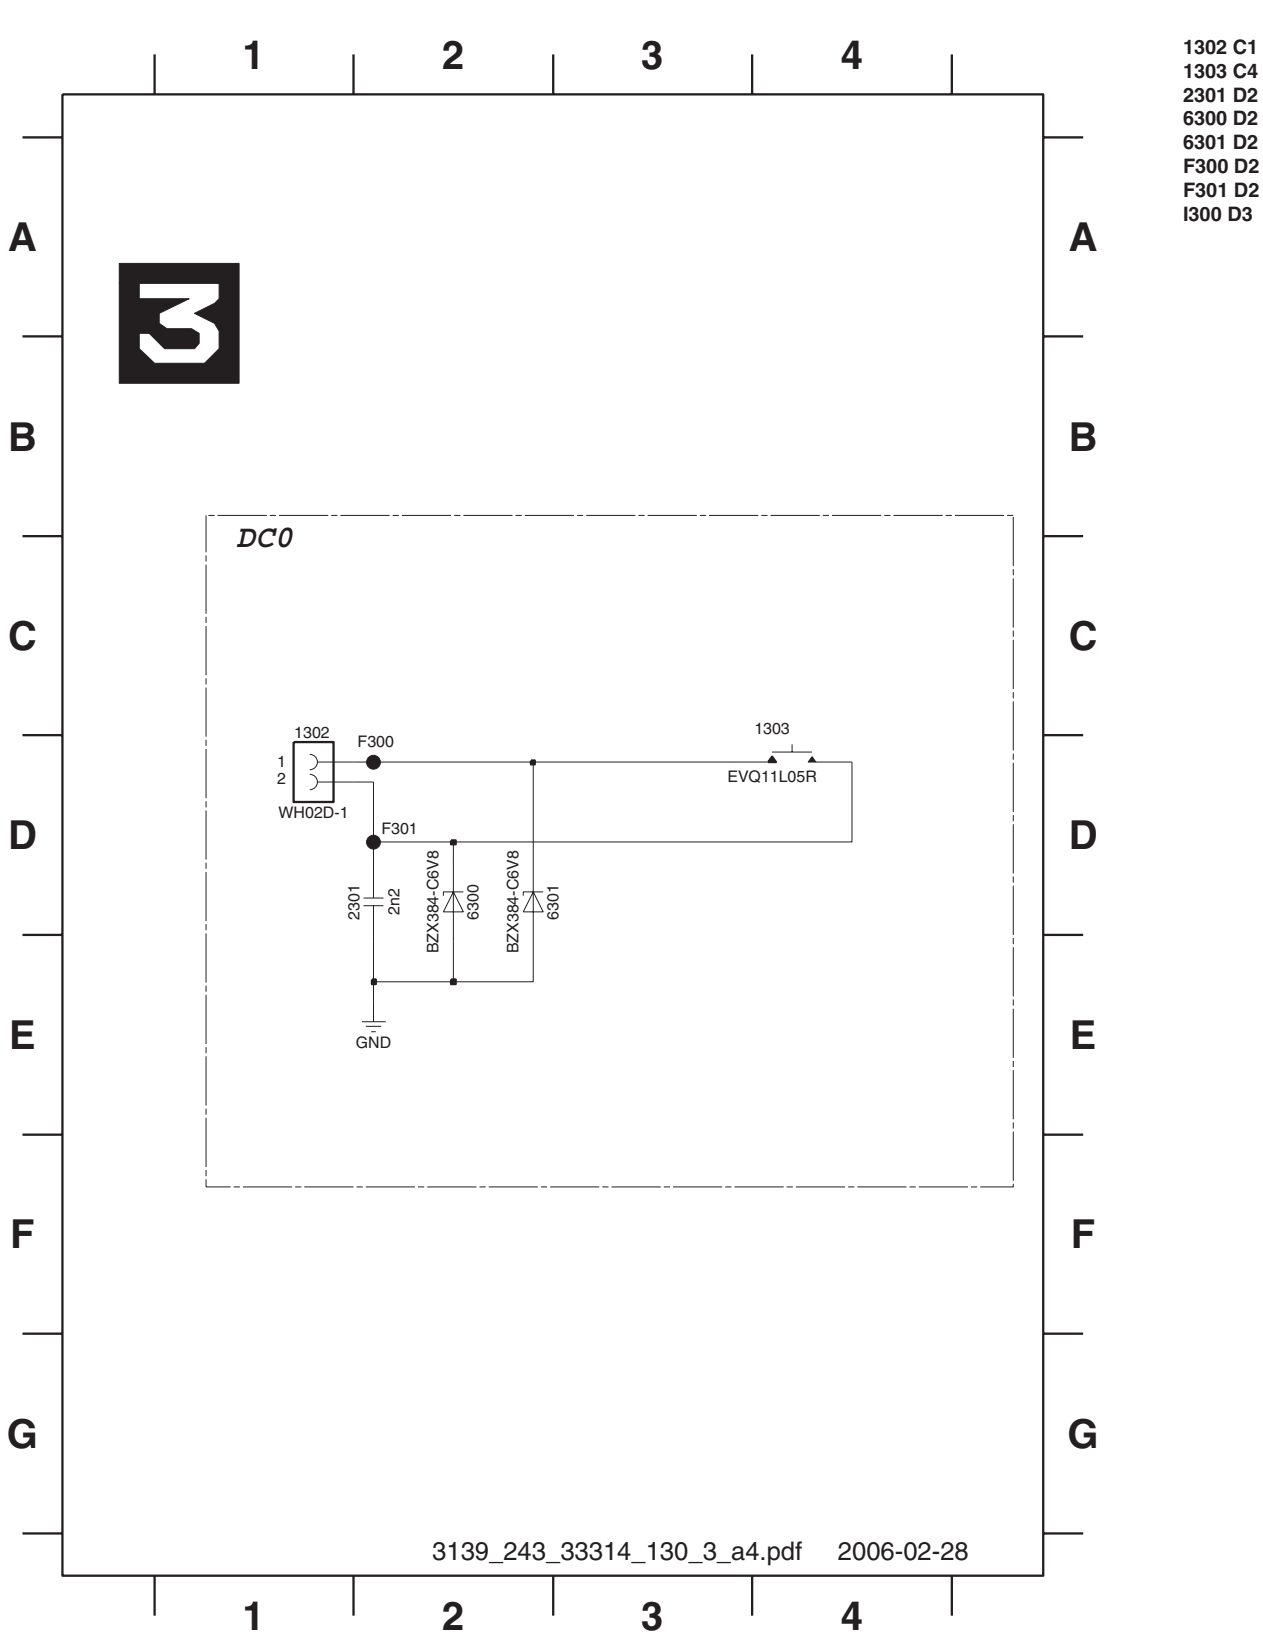 1 2 3 4
1302 C1
1303 C4
2301 D2
6300 D2
6301 D2
F300 D2
F301 D2
I300 D3
A A
3
B B
DC0
C C
1302
F300
1303
1
2
EVQ11L05R
WH02D-1
F301
D D
2301
2n2
BZX384-C6V8
6300
BZX384-C6V8
6301
E E
GND
F F
G G
3139_243_33314_130_3_a4.pdf 2006-02-28
1 2 3 4